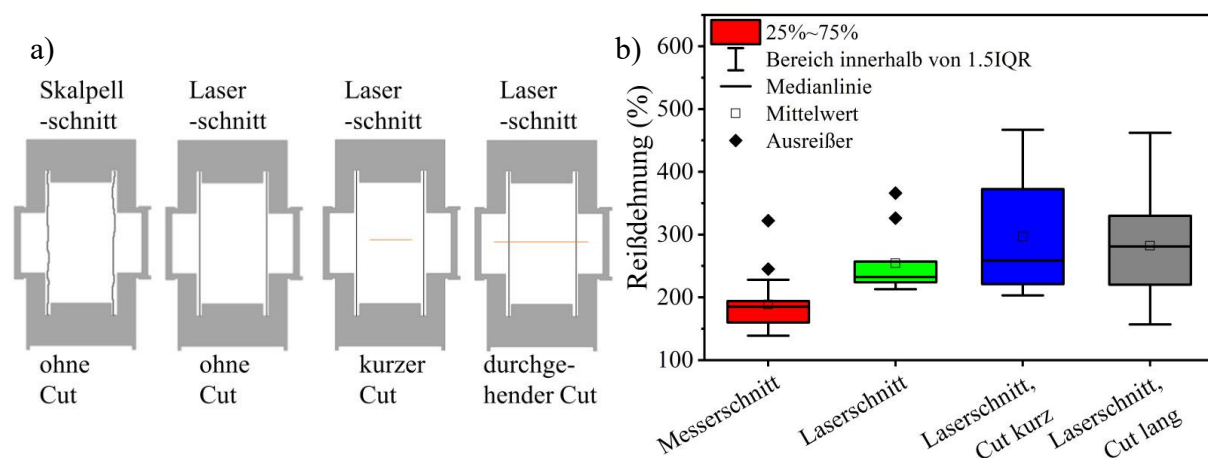 a)
Skalpell
-schnitt
Laser
-schnitt
Laser
-schnitt
Laser
-schnitt
ohne
Cut
ohne
Cut
kurzer
Cut
durchge-
hender Cut
b)
Reißdehnung (%)
600
500
400
300
200
100
25%~75%
Bereich innerhalb von 1.5IQR
Medianlinie
Mittelwert
Ausreißer
Messerschnitt
Laserschnitt
Laserschnitt,
Cut kurz
Laserschnitt,
Cut lang